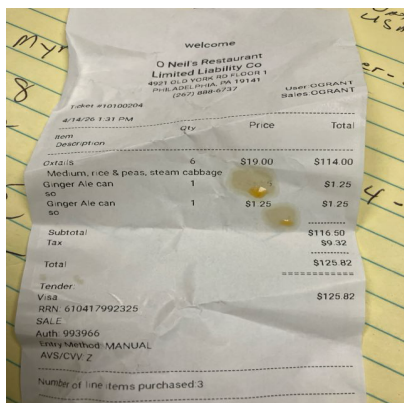 Myr
8
welcome
O Neil's Restaurant
Limited Liability Co
4921 OLD YORK RD FLOOR 1
PHILADELPHIA, PA 19141
(267) 888-6737
User:OGRANT
Sales OGRANT
Ticket #10100204
4/14/26 1:31 PM
Item Description Qty Price Total
Oxtails 6 $19.00 $114.00
Medium, rice & peas, steam cabbage
Ginger Ale can 1 $1.25
so
Ginger Ale can 1 $1.25 $1.25
so
Subtotal $116.50
Tax $9.32
Total $125.82
Tender:
Visa $125.82
RRN: 610417992325
SALE
Auth: 993966
Entry Method: MANUAL
AVS/CVV: Z
Number of line items purchased:3